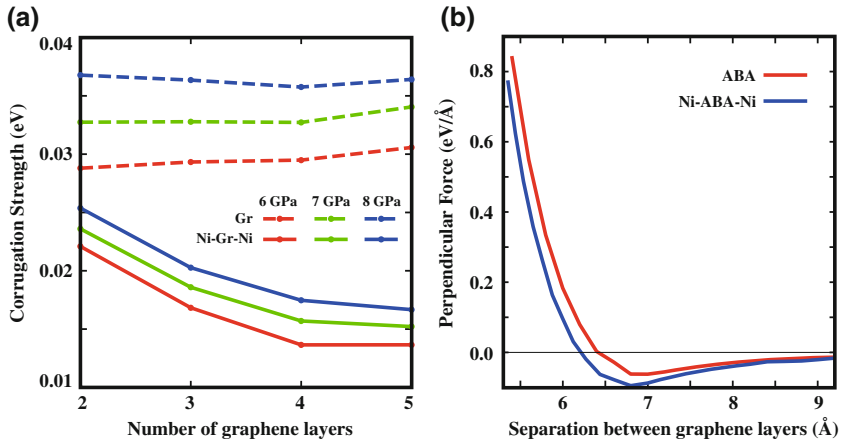 (a)
0.04
0.03
0.02
0.01
Corrugation Strength (eV)
6 GPa 7 GPa 8 GPa
Gr
Ni-Gr-Ni
2 3 4 5
Number of graphene layers
(b)
0.8
0.6
0.4
0.2
0.0
Perpendicular Force (eV/Å)
ABA
Ni-ABA-Ni
6 7 8 9
Separation between graphene layers (Å)